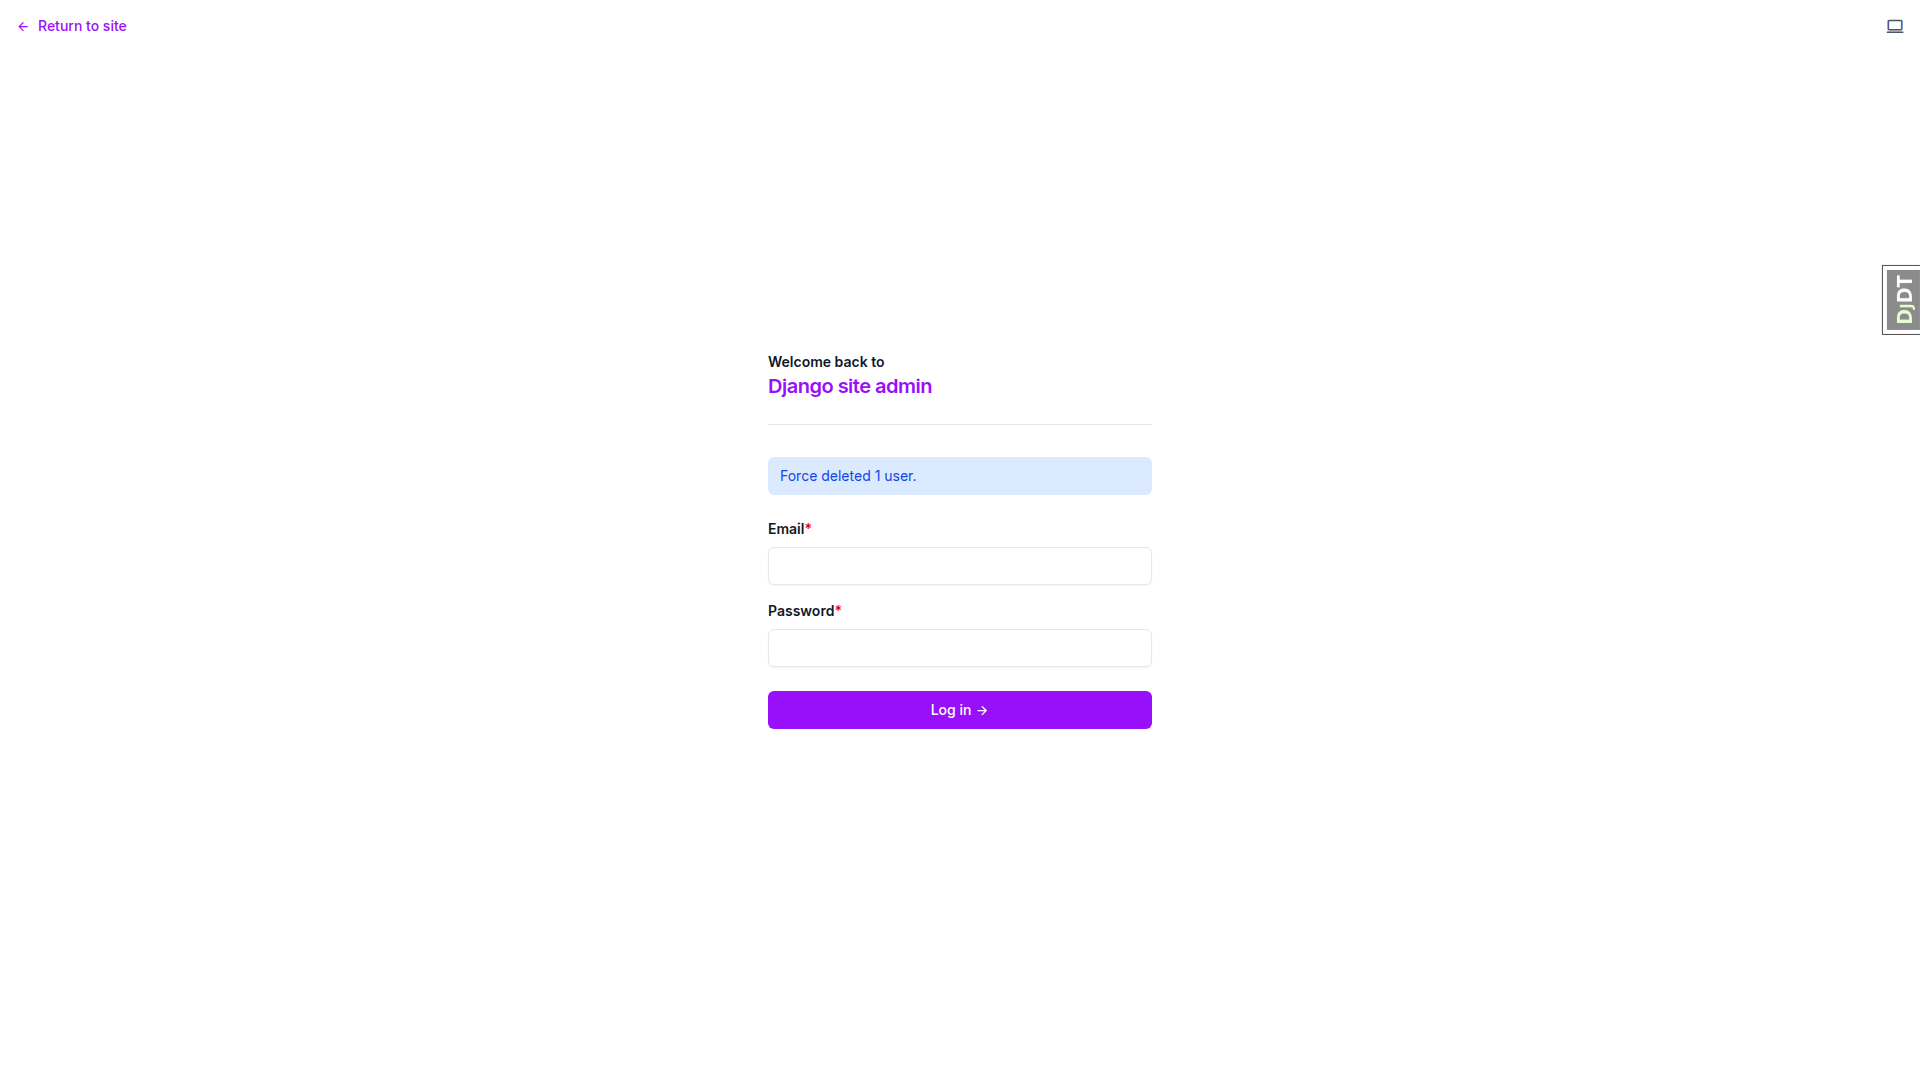 Return to site
DjDT
Welcome back to
Django site admin
Force deleted 1 user.
Email*
Password*
Log in →